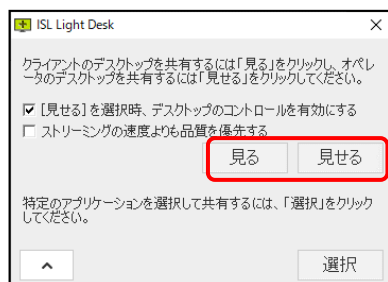 ISL Light Desk
クライアントのデスクトップを共有するには「見る」をクリックし、オペレ
ータのデスクトップを共有するには「見せる」をクリックしてください。
[見せる]を選択時、デスクトップのコントロールを有効にする
ストリーミングの速度よりも品質を優先する
見る 見せる
特定のアプリケーションを選択して共有するには、「選択」をクリック
してください。
選択